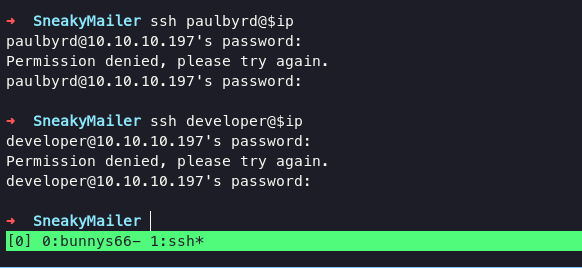 ➜ SneakyMailer ssh paulbyrd@$ip
paulbyrd@10.10.10.197's password:
Permission denied, please try again.
paulbyrd@10.10.10.197's password:
➜ SneakyMailer ssh developer@$ip
developer@10.10.10.197's password:
Permission denied, please try again.
developer@10.10.10.197's password:
➜ SneakyMailer
[0] 0:bunnys66- 1:ssh*